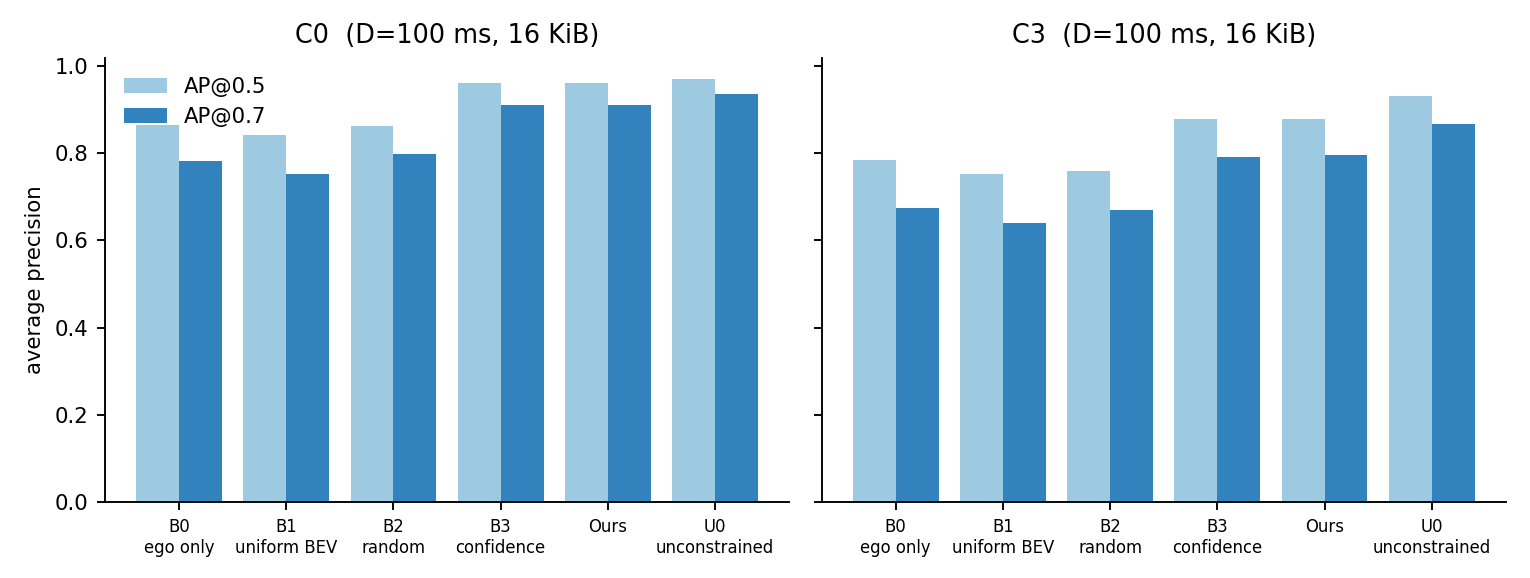 C0  (D=100 ms, 16 KiB)
AP@0.5
AP@0.7
average precision
1.0
0.8
0.6
0.4
0.2
0.0
B0
ego only
B1
uniform BEV
B2
random
B3
confidence
Ours
U0
unconstrained
C3  (D=100 ms, 16 KiB)
B0
ego only
B1
uniform BEV
B2
random
B3
confidence
Ours
U0
unconstrained